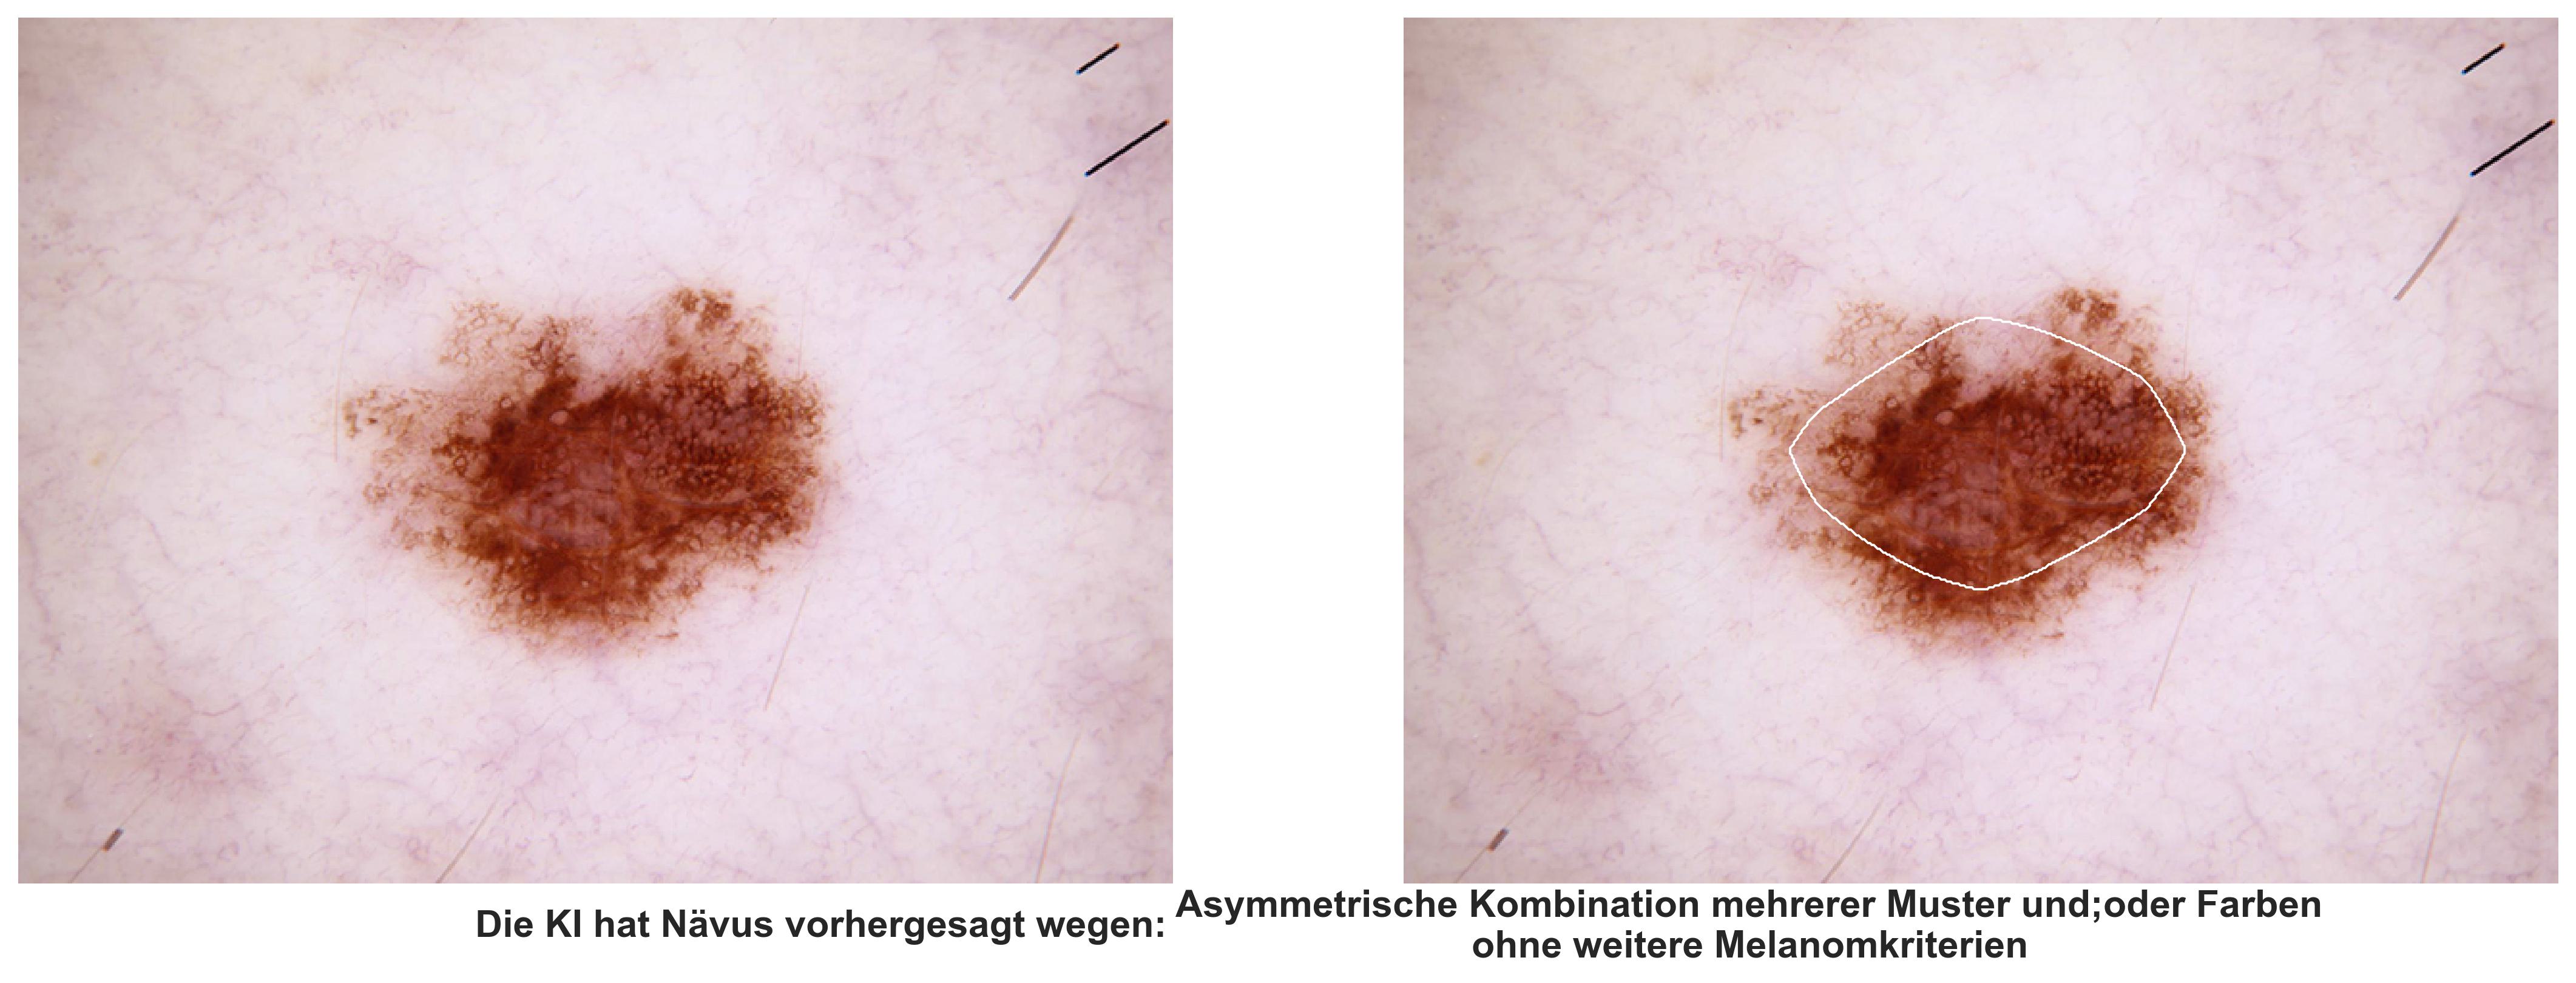 Die KI hat Nävus vorhergesagt wegen:
Asymmetrische Kombination mehrerer Muster und;oder Farben
ohne weitere Melanomkriterien